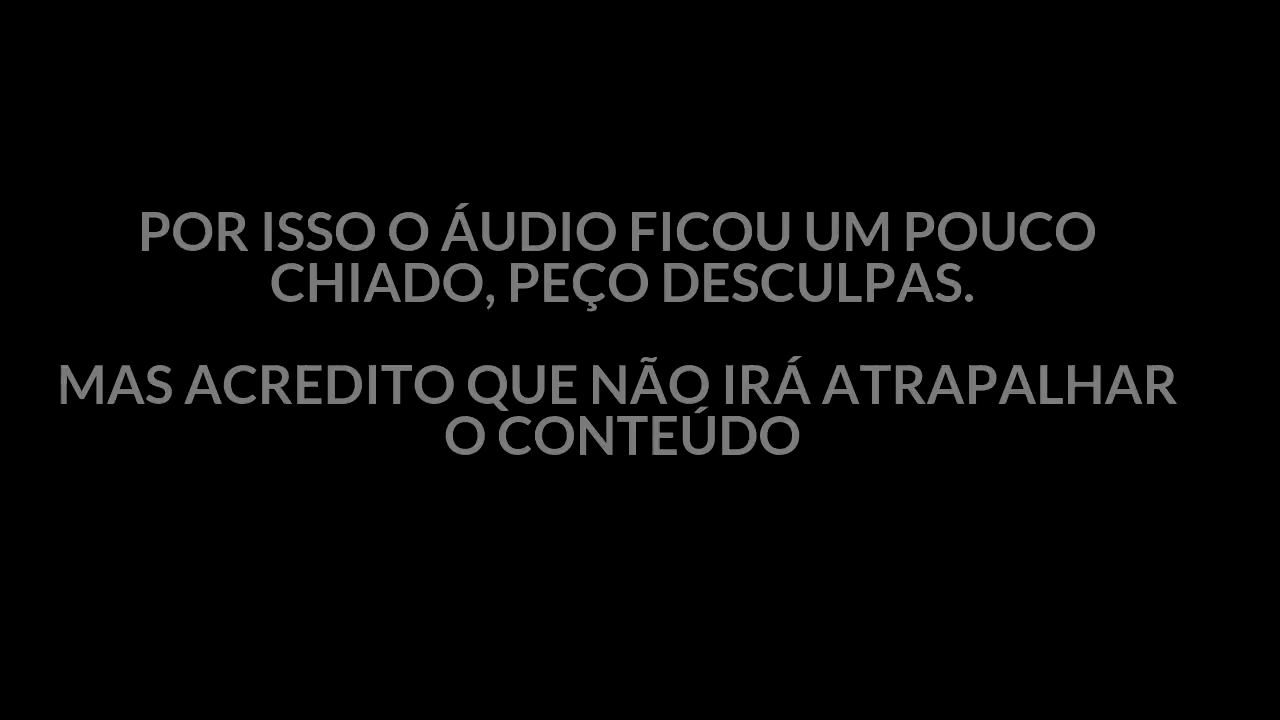 POR ISSO O ÁUDIO FICOU UM POUCO
CHIADO, PEÇO DESCULPAS.
MAS ACREDITO QUE NÃO IRÁ ATRAPALHAR
O CONTEÚDO